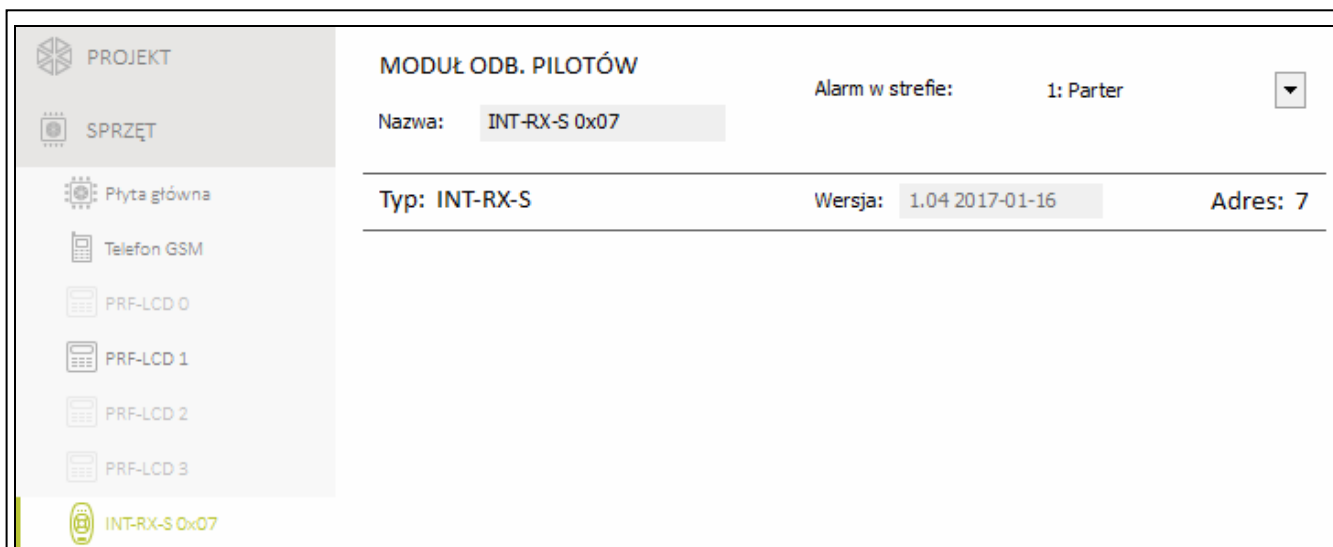 PROJEKT
SPRZĘT
Płyta główna
Telefon GSM
PRF-LCD 0
PRF-LCD 1
PRF-LCD 2
PRF-LCD 3
INT-RX-S 0x07
MODUŁ ODB. PILOTÓW
Alarm w strefie: 1: Parter
Nazwa: INT-RX-S 0x07
Typ: INT-RX-S Wersja: 1.04 2017-01-16 Adres: 7